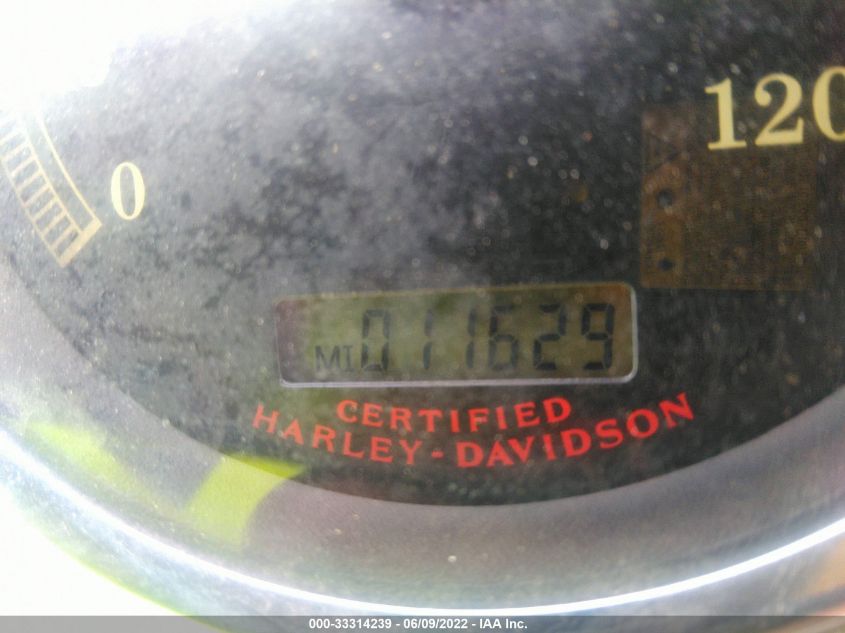 120
0
MI 011629
CERTIFIED
HARLEY-DAVIDSON
000-33314239 - 06/09/2022 - IAA Inc.